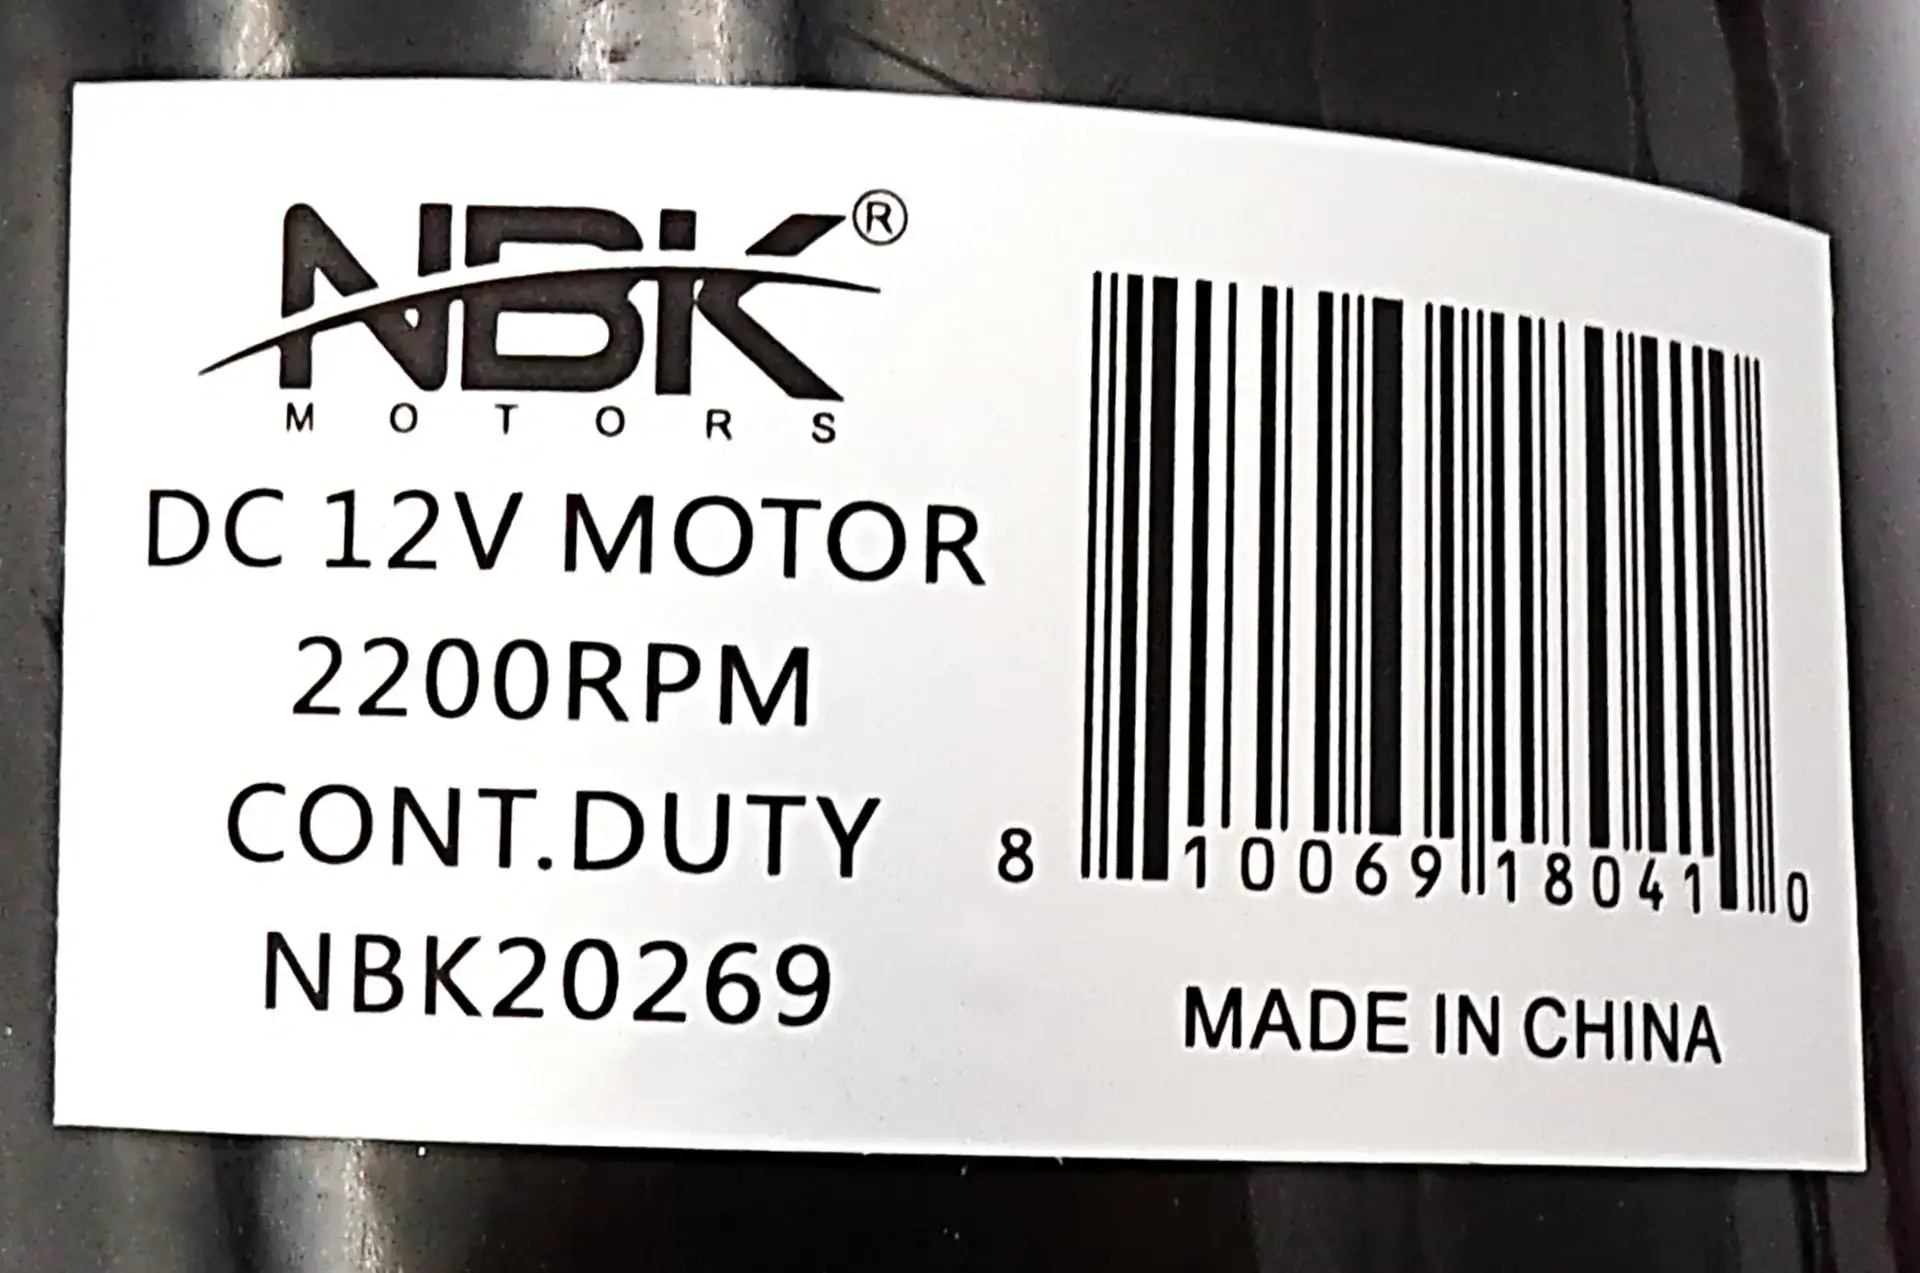 NBK®
MOTORS
DC 12V MOTOR
2200RPM
CONT.DUTY
NBK20269
8 10069 18041 0
MADE IN CHINA